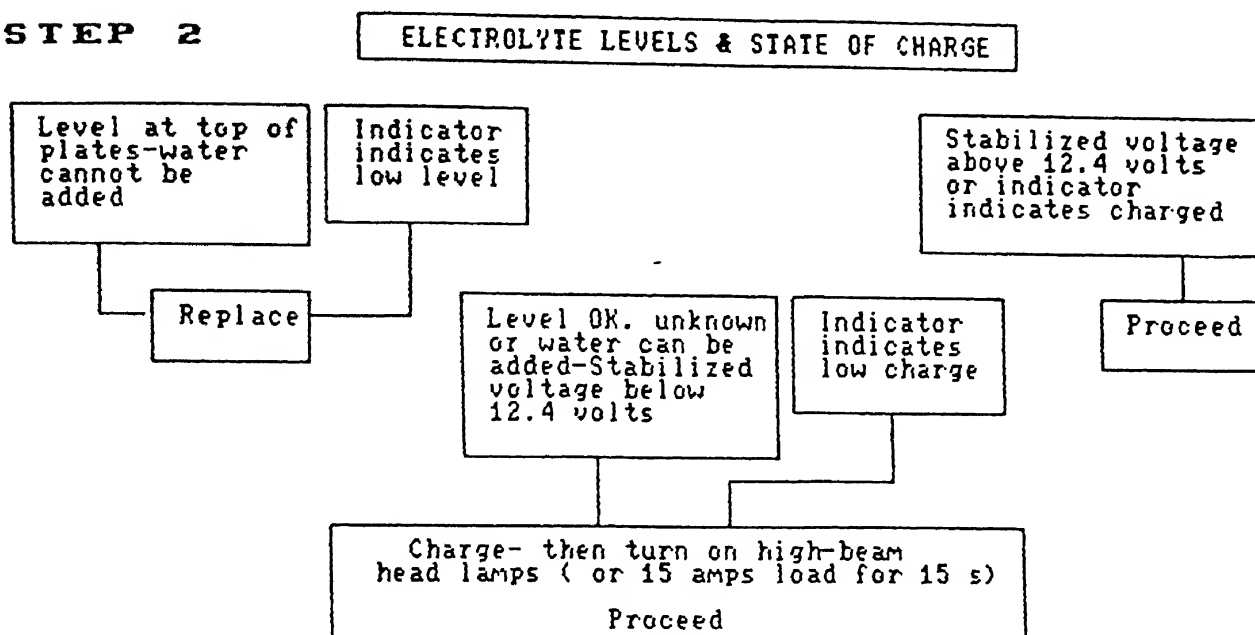 STEP 2
ELECTROLYTE LEVELS & STATE OF CHARGE
Level at top of
plates-water
cannot be
added
Indicator
indicates
low level
Stabilized voltage
above 12.4 volts
or indicator
indicates charged
Replace
Level OK. unknown
or water can be
added-Stabilized
voltage below
12.4 volts
Indicator
indicates
low charge
Proceed
Charge- then turn on high-beam
head lamps ( or 15 amps load for 15 s)
Proceed